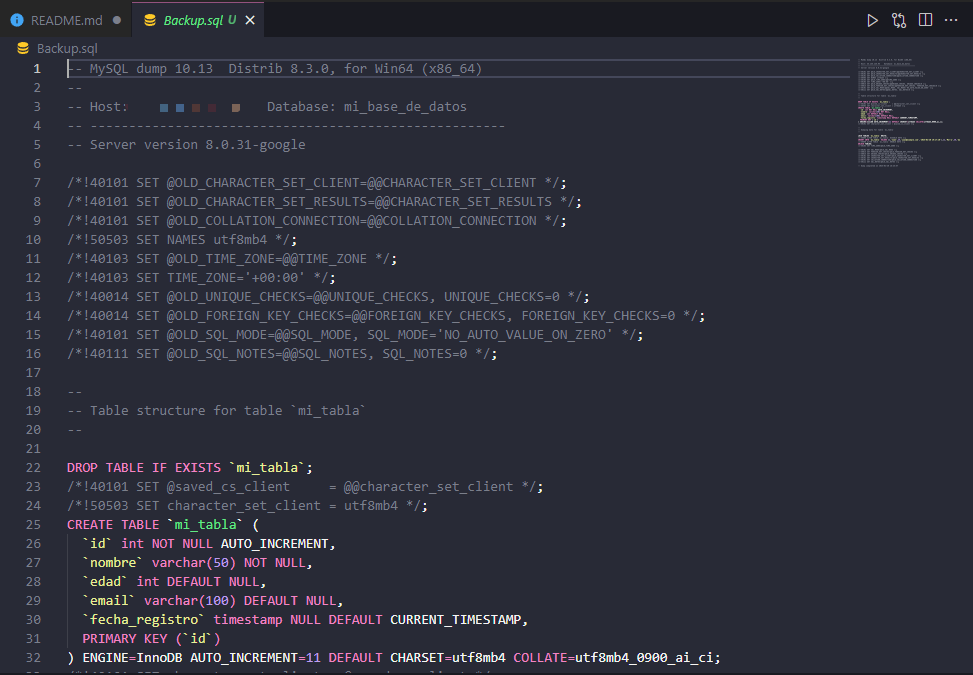 README.md
Backup.sql U
Backup.sql
1 -- MySQL dump 10.13  Distrib 8.3.0, for Win64 (x86_64)
2 --
3 -- Host:    Database: mi_base_de_datos
4 -- ------------------------------------------------------
5 -- Server version 8.0.31-google
6
7 /*!40101 SET @OLD_CHARACTER_SET_CLIENT=@@CHARACTER_SET_CLIENT */;
8 /*!40101 SET @OLD_CHARACTER_SET_RESULTS=@@CHARACTER_SET_RESULTS */;
9 /*!40101 SET @OLD_COLLATION_CONNECTION=@@COLLATION_CONNECTION */;
10 /*!50503 SET NAMES utf8mb4 */;
11 /*!40103 SET @OLD_TIME_ZONE=@@TIME_ZONE */;
12 /*!40103 SET TIME_ZONE='+00:00' */;
13 /*!40014 SET @OLD_UNIQUE_CHECKS=@@UNIQUE_CHECKS, UNIQUE_CHECKS=0 */;
14 /*!40014 SET @OLD_FOREIGN_KEY_CHECKS=@@FOREIGN_KEY_CHECKS, FOREIGN_KEY_CHECKS=0 */;
15 /*!40101 SET @OLD_SQL_MODE=@@SQL_MODE, SQL_MODE='NO_AUTO_VALUE_ON_ZERO' */;
16 /*!40111 SET @OLD_SQL_NOTES=@@SQL_NOTES, SQL_NOTES=0 */;
17
18 --
19 -- Table structure for table `mi_tabla`
20 --
21
22 DROP TABLE IF EXISTS `mi_tabla`;
23 /*!40101 SET @saved_cs_client     = @@character_set_client */;
24 /*!50503 SET character_set_client = utf8mb4 */;
25 CREATE TABLE `mi_tabla` (
26   `id` int NOT NULL AUTO_INCREMENT,
27   `nombre` varchar(50) NOT NULL,
28   `edad` int DEFAULT NULL,
29   `email` varchar(100) DEFAULT NULL,
30   `fecha_registro` timestamp NULL DEFAULT CURRENT_TIMESTAMP,
31   PRIMARY KEY (`id`)
32 ) ENGINE=InnoDB AUTO_INCREMENT=11 DEFAULT CHARSET=utf8mb4 COLLATE=utf8mb4_0900_ai_ci;